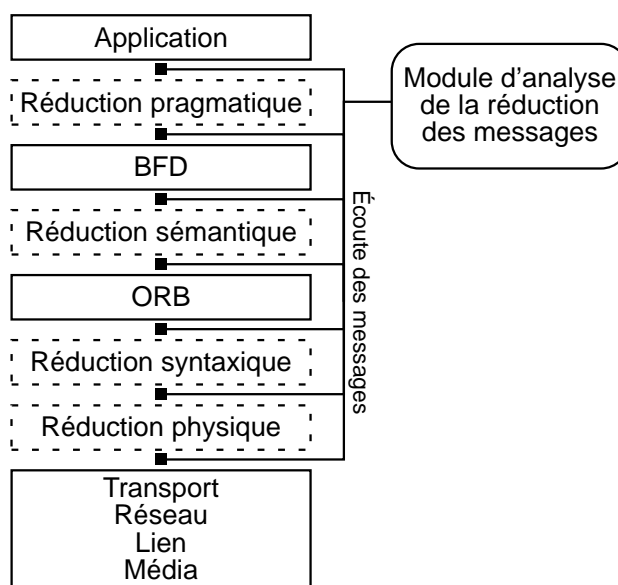 Application
Réduction pragmatique
BFD
Réduction sémantique
ORB
Réduction syntaxique
Réduction physique
Transport
Réseau
Lien
Média
Module d’analyse
de la réduction
des messages
Écoute des messages